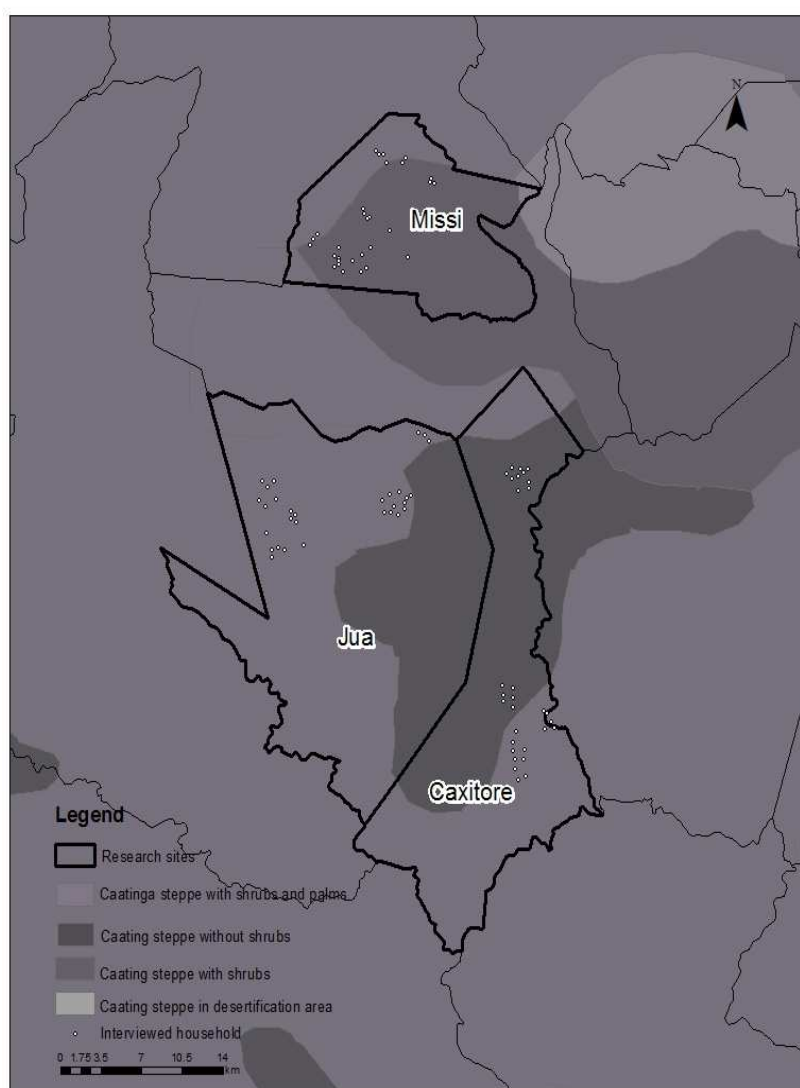 N
Missi
Jua
Caxitore
Legend
Research sites
Caatinga steppe with shrubs and palms
Caating steppe without shrubs
Caating steppe with shrubs
Caating steppe in desertification area
Interviewed household
0 1.75 3.5 7 10.5 14
km